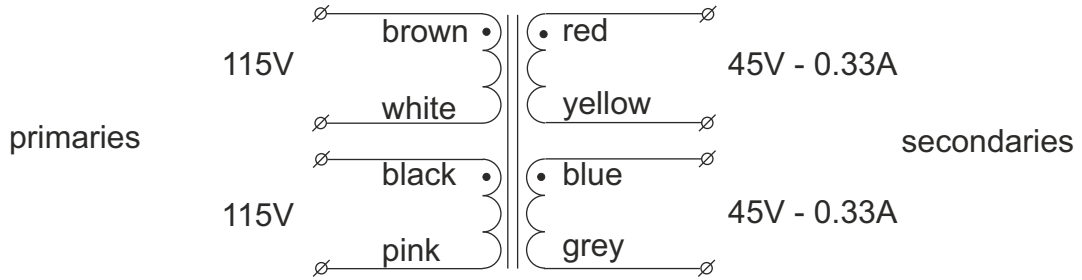 brown
red
115V
45V - 0.33A
white
yellow
primaries
secondaries
black
blue
115V
45V - 0.33A
pink
grey